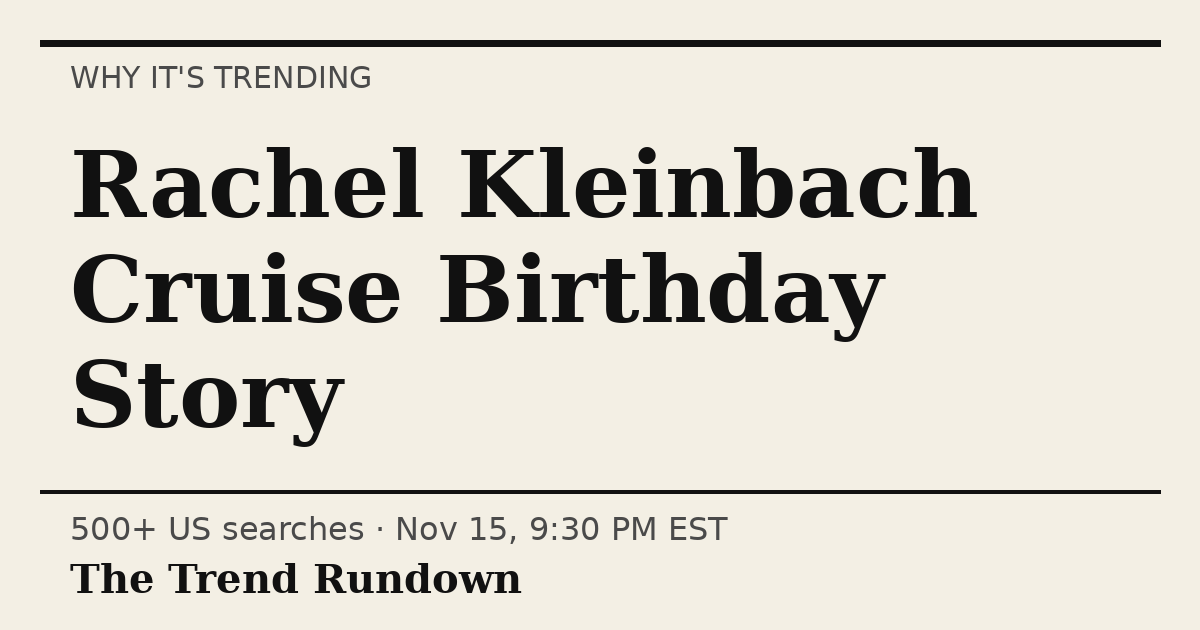 WHY IT'S TRENDING
Rachel Kleinbach
Cruise Birthday
Story
500+ US searches · Nov 15, 9:30 PM EST
The Trend Rundown